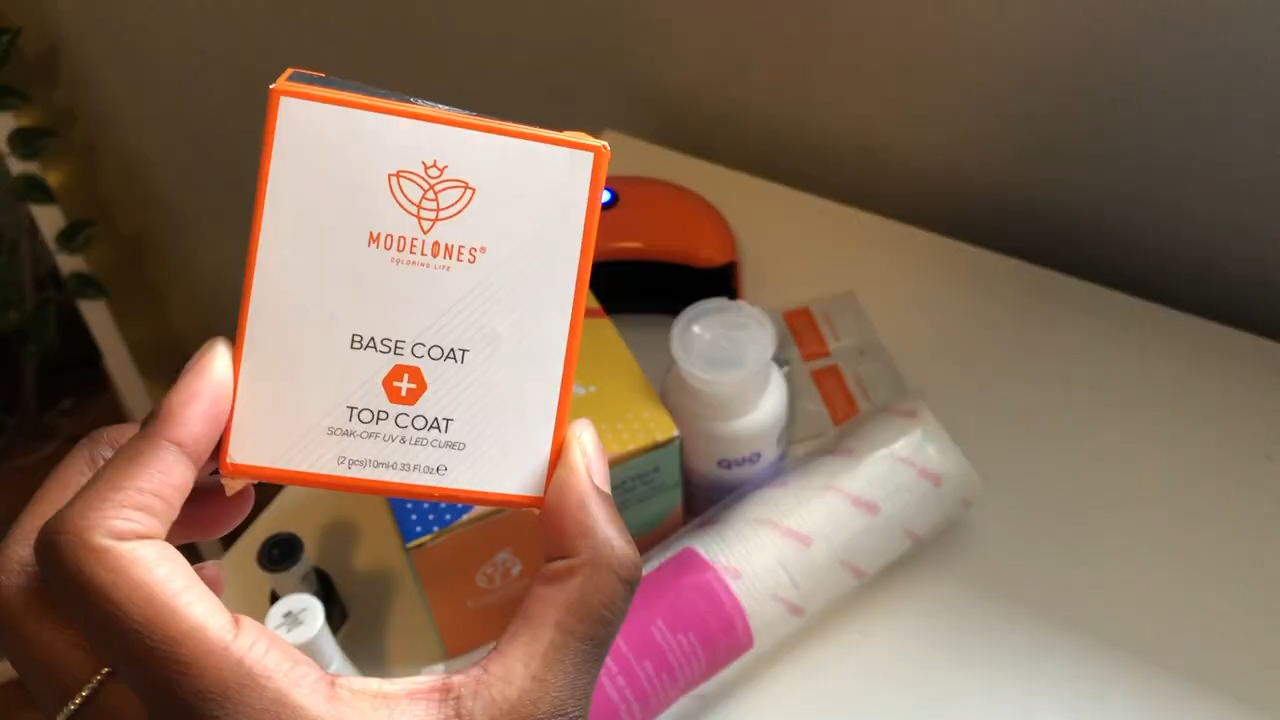 MODELONES®
COLORING LIFE
BASE COAT
+
TOP COAT
SOAK-OFF UV & LED CURED
(2 pcs)10ml·0.33 Fl.Oz.℮
QUO